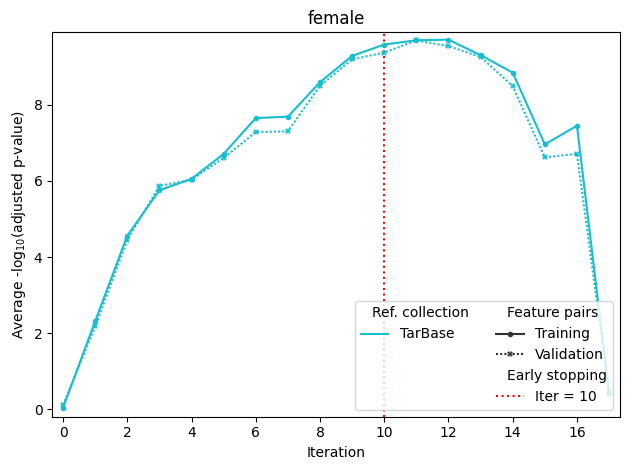 female
Average -log10(adjusted p-value)
8
6
4
2
0
Ref. collection
TarBase
Feature pairs
Training
Validation
Early stopping
Iter = 10
0 2 4 6 8 10 12 14 16
Iteration